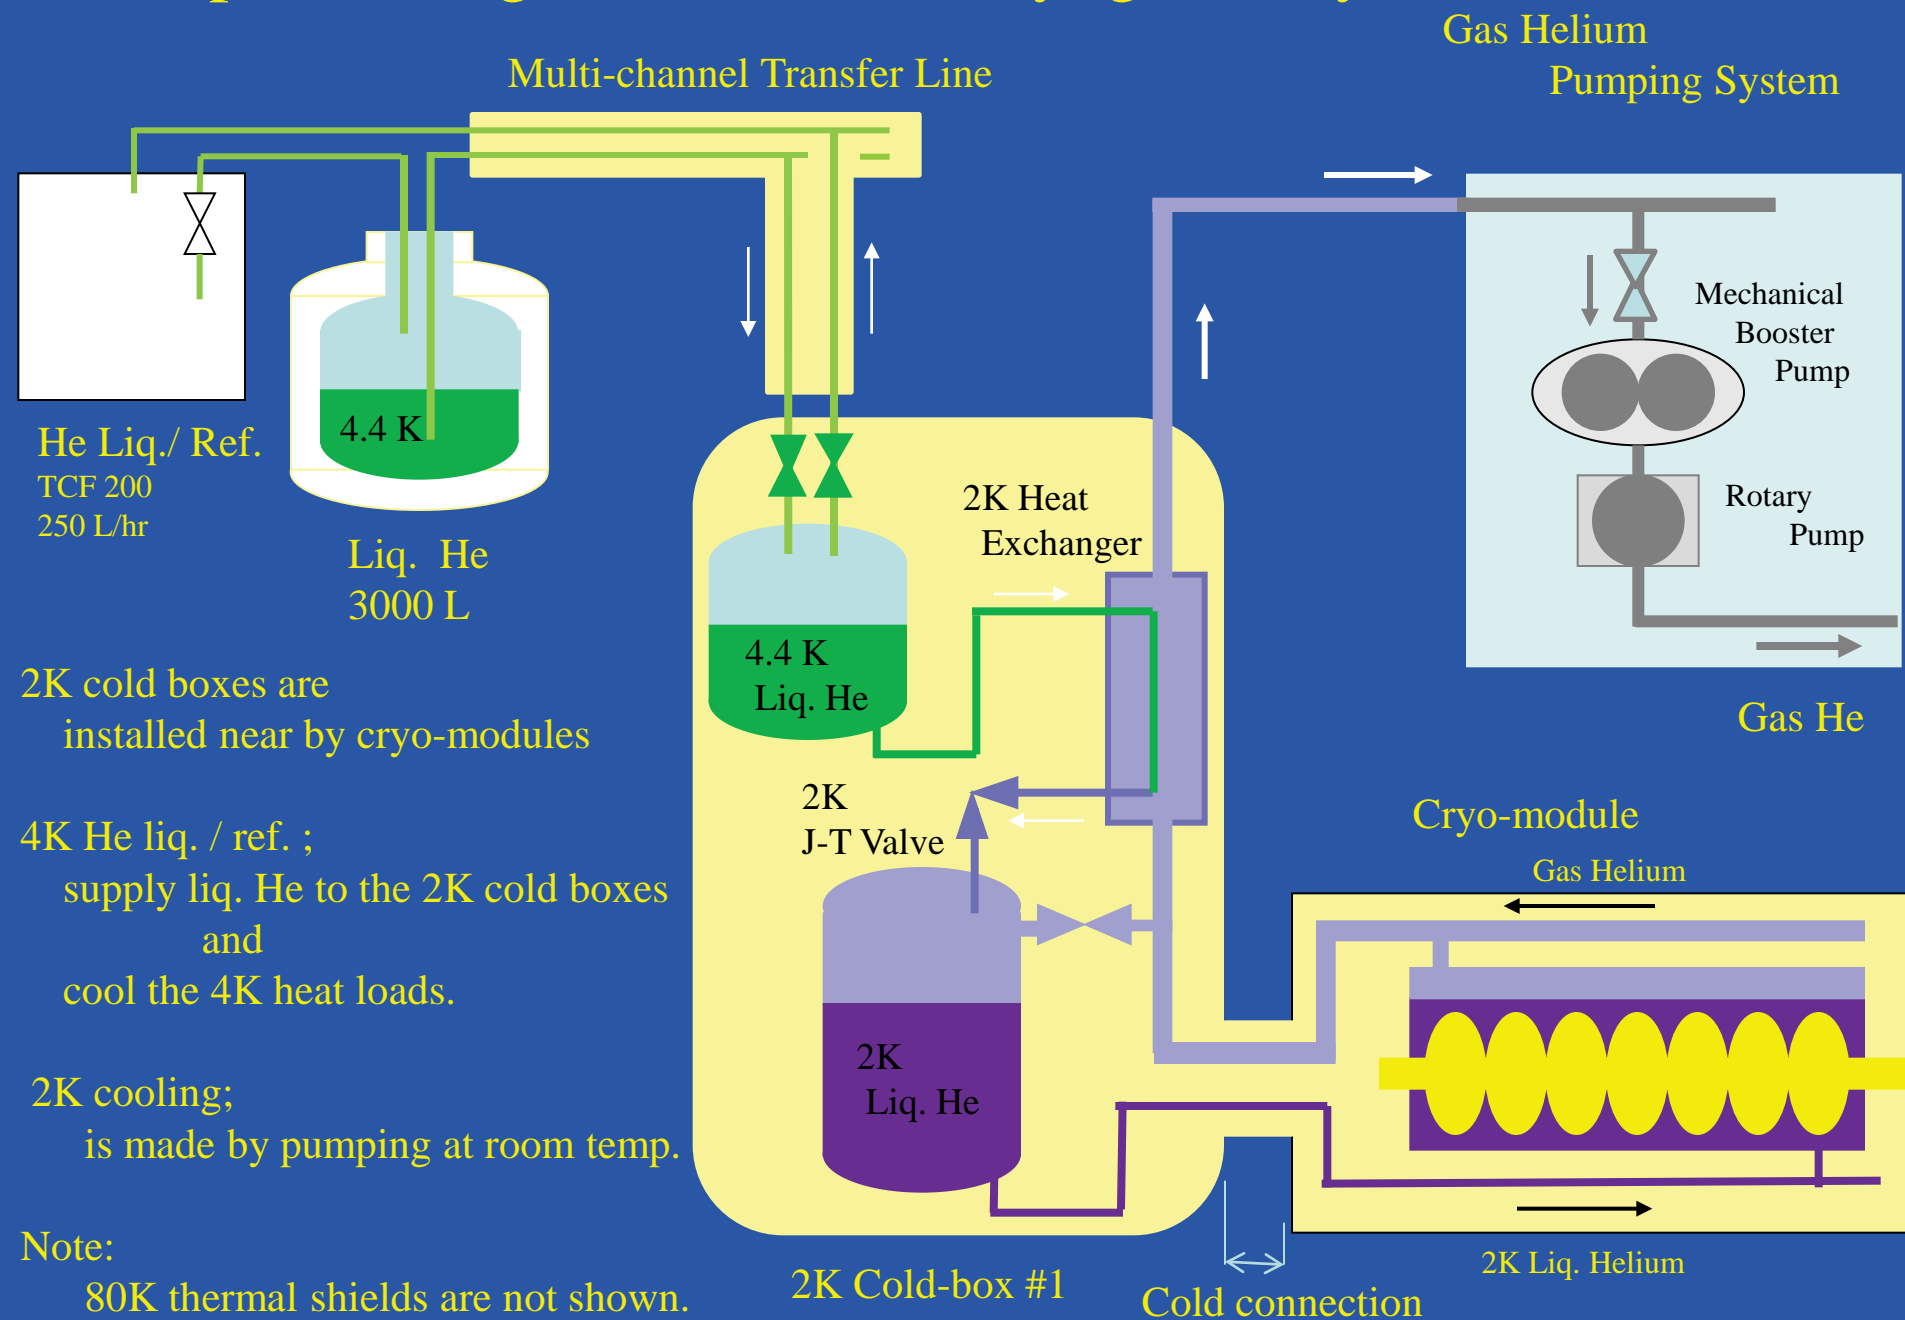 Gas Helium
Pumping System
Multi-channel Transfer Line
Mechanical
Booster
Pump
Rotary
Pump
Gas He
4.4 K
He Liq./ Ref.
TCF 200
250 L/hr
Liq. He
3000 L
2K Heat
Exchanger
4.4 K
Liq. He
2K cold boxes are
installed near by cryo-modules
2K
J-T Valve
4K He liq. / ref. ;
supply liq. He to the 2K cold boxes
and
cool the 4K heat loads.
Cryo-module
Gas Helium
2K
Liq. He
2K cooling;
is made by pumping at room temp.
Note:
80K thermal shields are not shown.
2K Cold-box #1
Cold connection
2K Liq. Helium